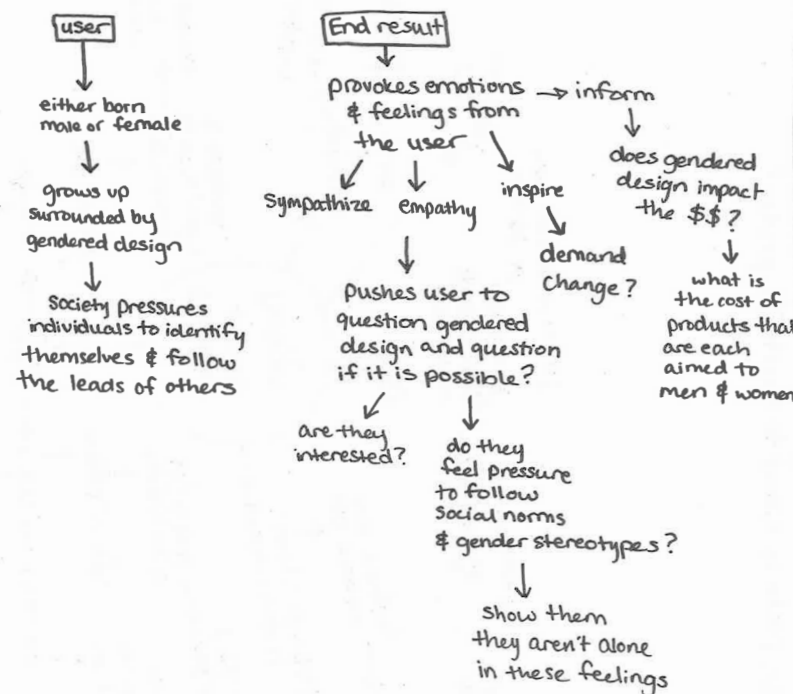 user
either born
male or female
grows up
surrounded by
gendered design
society pressures
individuals to identify
themselves & follow
the leads of others
End result
provokes emotions
& feelings from
the user
sympathize
empathy
pushes user to
question gendered
design and question
if it is possible?
are they
interested?
do they
feel pressure
to follow
social norms
& gender stereotypes?
show them
they aren't alone
in these feelings
inspire
demand
change?
inform
does gendered
design impact
the $$?
what is
the cost of
products that
are each
aimed to
men & women